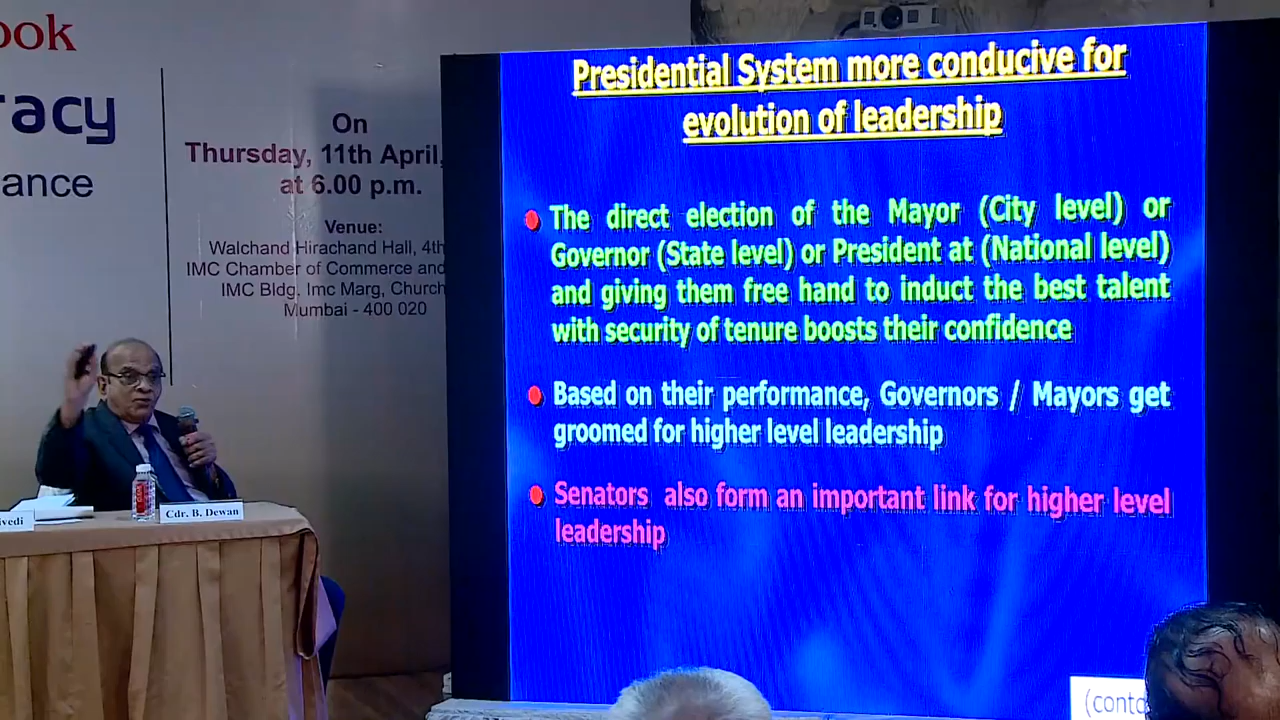 ook
racy
ance
On
Thursday, 11th April,
at 6.00 p.m.
Venue:
Walchand Hirachand Hall, 4th
IMC Chamber of Commerce and
IMC Bldg. Imc Marg, Church
Mumbai - 400 020
Presidential System more conducive for
evolution of leadership
The direct election of the Mayor (City level) or
Governor (State level) or President at (National level)
and giving them free hand to induct the best talent
with security of tenure boosts their confidence
Based on their performance, Governors / Mayors get
groomed for higher level leadership
Senators also form an important link for higher level
leadership
(contd
ivedi
Cdr. B. Dewan